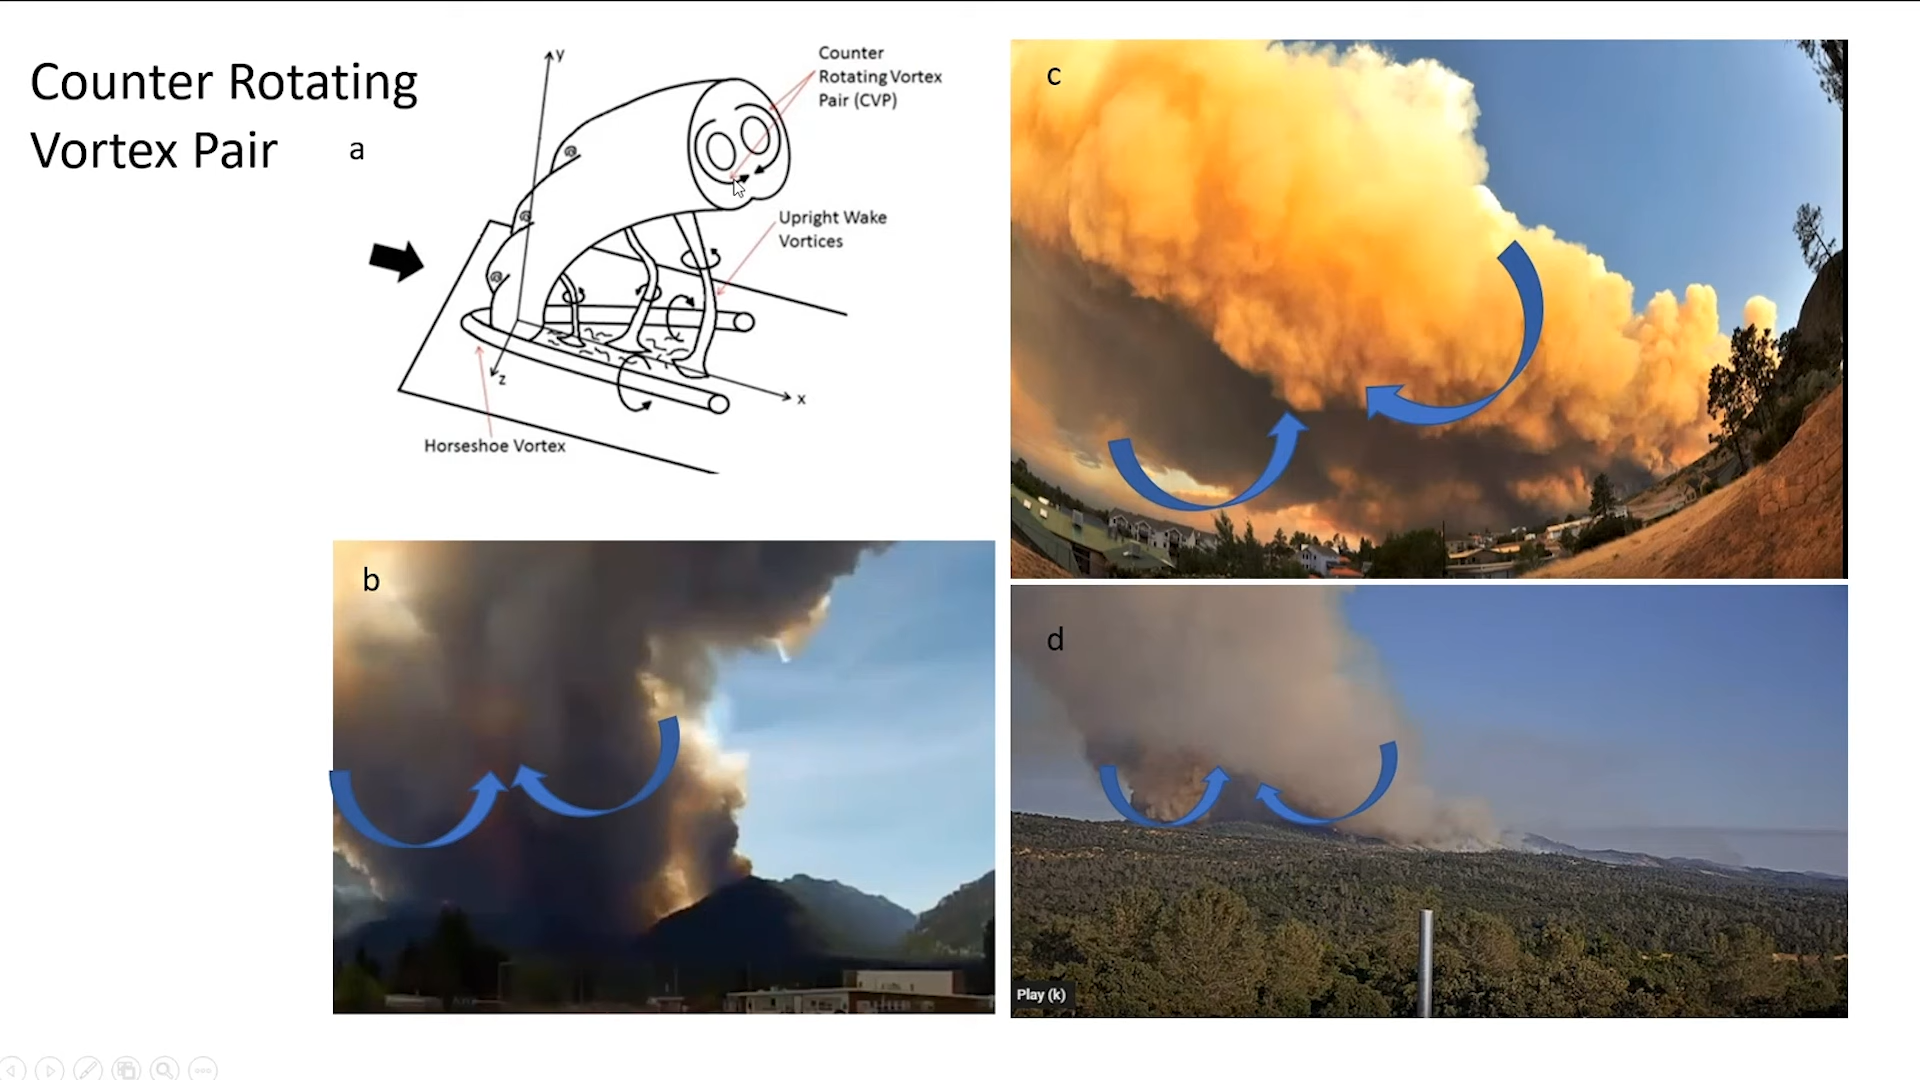 Counter Rotating
Vortex Pair
a
y
Counter
Rotating Vortex
Pair (CVP)
Upright Wake
Vortices
z
x
Horseshoe Vortex
c
b
d
Play (k)